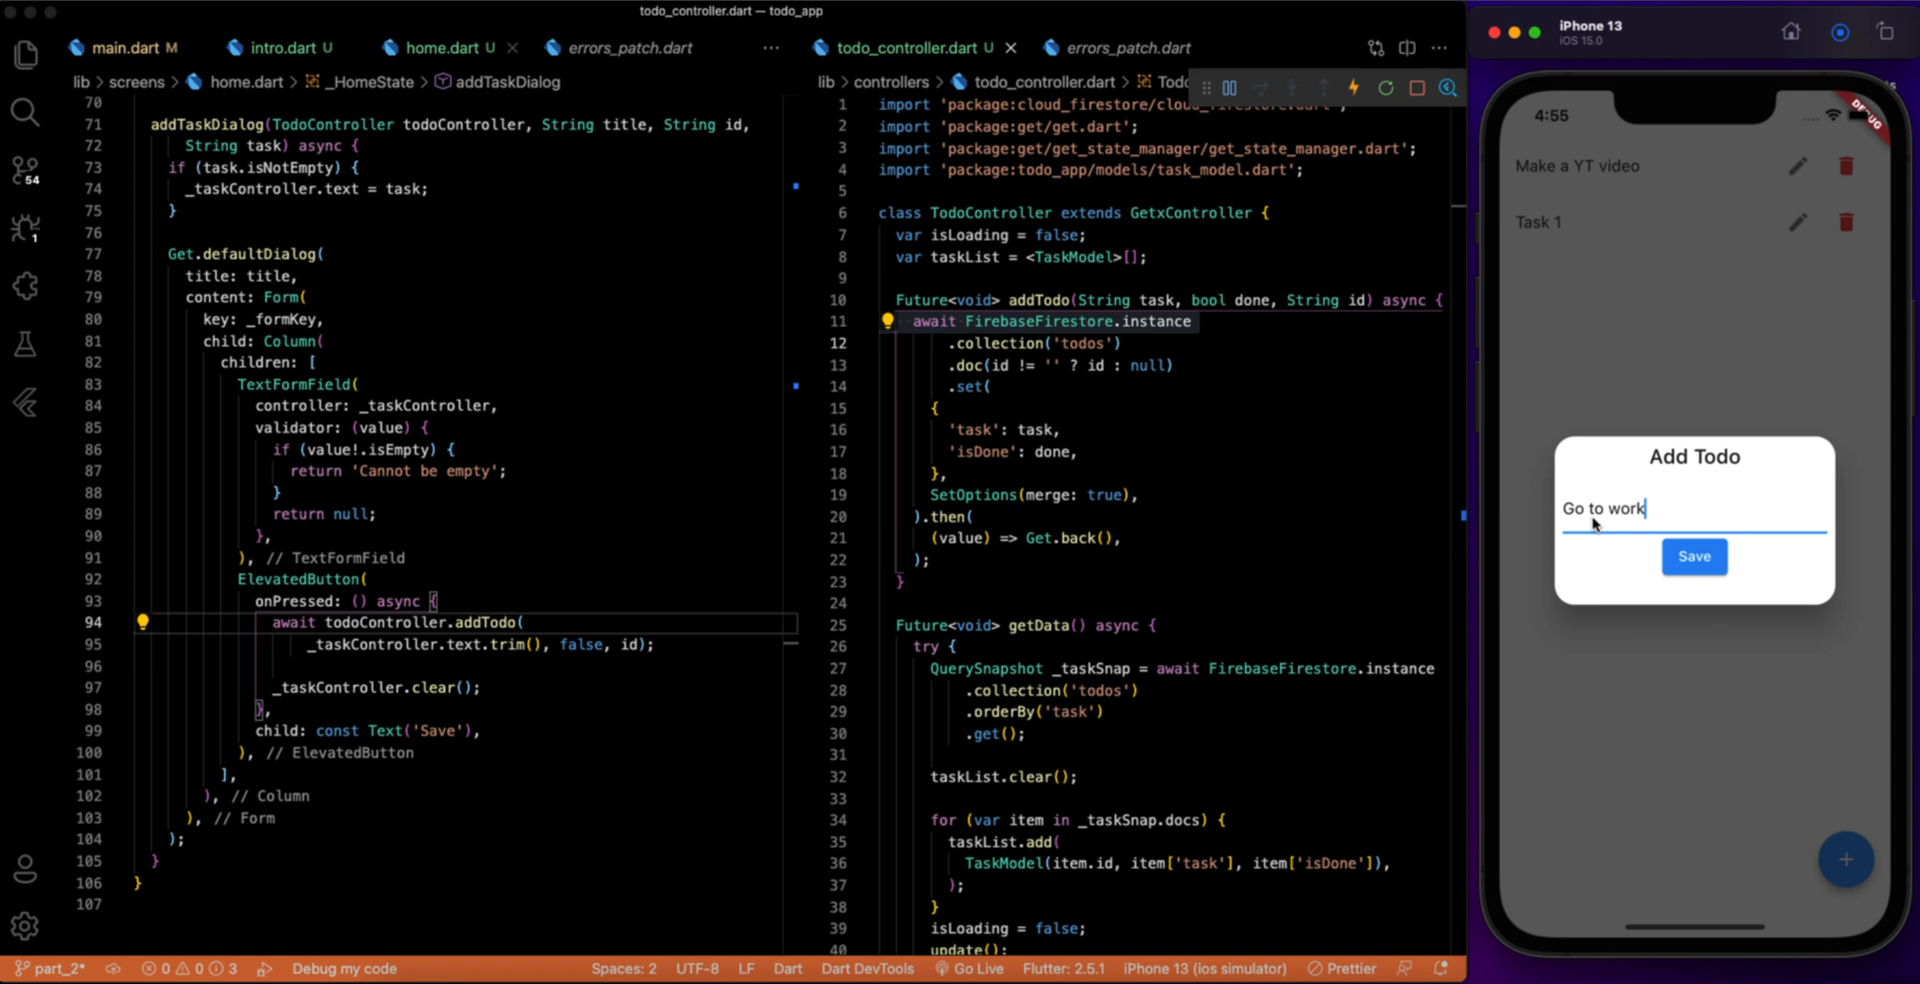 todo_controller.dart — todo_app
main.dart M
intro.dart U
home.dart U
errors_patch.dart
lib > screens > home.dart > _HomeState > addTaskDialog
70
71 addTaskDialog(TodoController todoController, String title, String id,
72 String task) async {
73 if (task.isNotEmpty) {
74 _taskController.text = task;
75 }
76
77 Get.defaultDialog(
78 title: title,
79 content: Form(
80 key: _formKey,
81 child: Column(
82 children: [
83 TextFormField(
84 controller: _taskController,
85 validator: (value) {
86 if (value!.isEmpty) {
87 return 'Cannot be empty';
88 }
89 return null;
90 },
91 ), // TextFormField
92 ElevatedButton(
93 onPressed: () async {
94 await todoController.addTodo(
95 _taskController.text.trim(), false, id);
96
97 _taskController.clear();
98 },
99 child: const Text('Save'),
100 ), // ElevatedButton
101 ],
102 ), // Column
103 ), // Form
104 );
105 }
106 }
107
todo_controller.dart U
errors_patch.dart
lib > controllers > todo_controller.dart > Todo
1 import 'package:cloud_firestore/cloud_firestore.dart';
2 import 'package:get/get.dart';
3 import 'package:get/get_state_manager/get_state_manager.dart';
4 import 'package:todo_app/models/task_model.dart';
5
6 class TodoController extends GetxController {
7 var isLoading = false;
8 var taskList = <TaskModel>[];
9
10 Future<void> addTodo(String task, bool done, String id) async {
11 await FirebaseFirestore.instance
12 .collection('todos')
13 .doc(id != '' ? id : null)
14 .set(
15 {
16 'task': task,
17 'isDone': done,
18 },
19 SetOptions(merge: true),
20 ).then(
21 (value) => Get.back(),
22 );
23 }
24
25 Future<void> getData() async {
26 try {
27 QuerySnapshot _taskSnap = await FirebaseFirestore.instance
28 .collection('todos')
29 .orderBy('task')
30 .get();
31
32 taskList.clear();
33
34 for (var item in _taskSnap.docs) {
35 taskList.add(
36 TaskModel(item.id, item['task'], item['isDone']),
37 );
38 }
39 isLoading = false;
40 update();
54
1
part_2* 0 0 3 Debug my code Spaces: 2 UTF-8 LF Dart Dart DevTools Go Live Flutter: 2.5.1 iPhone 13 (ios simulator) Prettier
iPhone 13
iOS 15.0
4:55
DEBUG
Make a YT video
Task 1
Add Todo
Go to work
Save